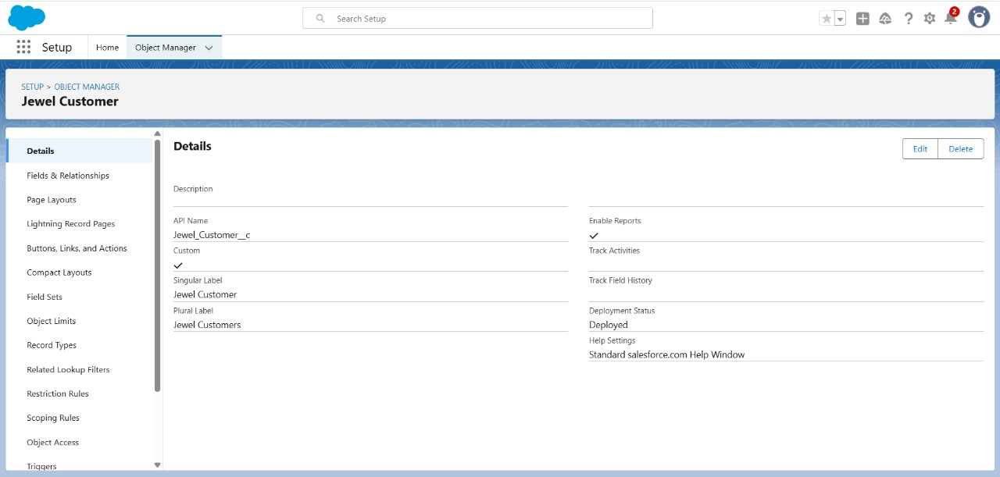 Search Setup
2
Setup
Home
Object Manager
SETUP > OBJECT MANAGER
Jewel Customer
Details
Fields & Relationships
Page Layouts
Lightning Record Pages
Buttons, Links, and Actions
Compact Layouts
Field Sets
Object Limits
Record Types
Related Lookup Filters
Restriction Rules
Scoping Rules
Object Access
Triggers
Details
Edit
Delete
Description
API Name
Jewel_Customer__c
Custom
Singular Label
Jewel Customer
Plural Label
Jewel Customers
Enable Reports
Track Activities
Track Field History
Deployment Status
Deployed
Help Settings
Standard salesforce.com Help Window